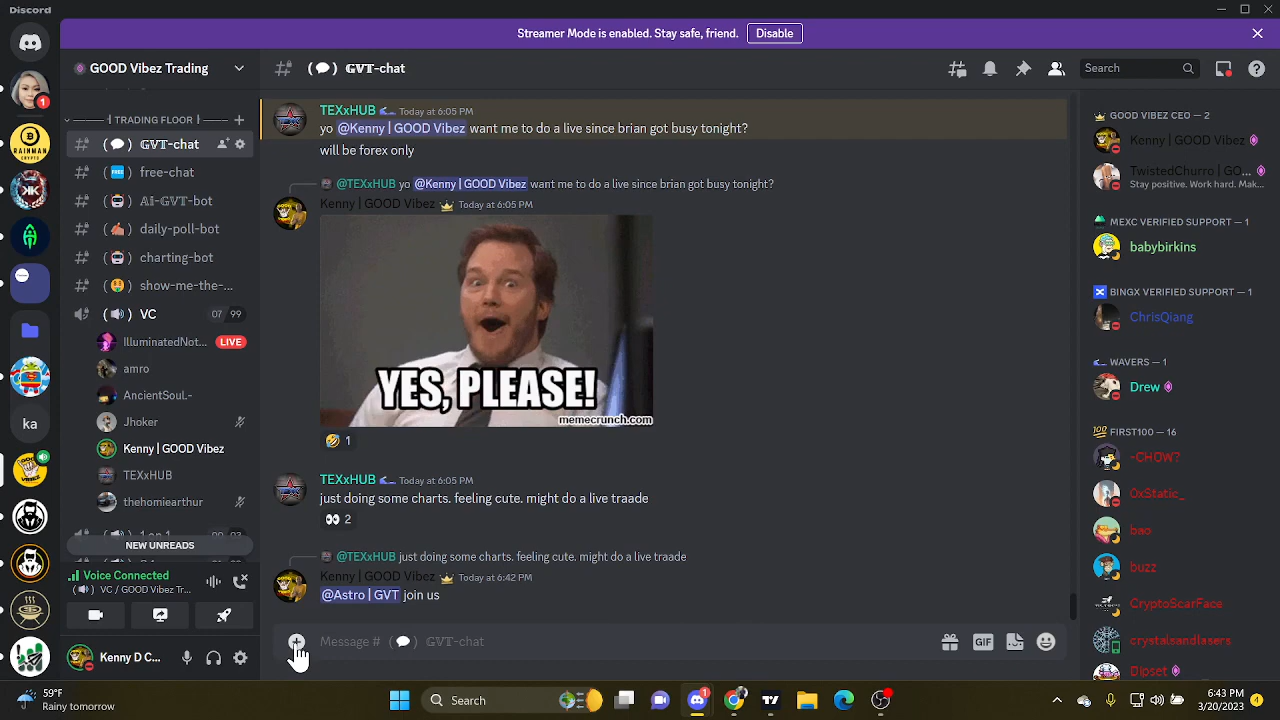 Discord
Streamer Mode is enabled. Stay safe, friend.
Disable
1
RAINMAN
CRYPTO
ka
GOOD Vibez Trading
TRADING FLOOR
GVT-chat
free-chat
Ai-GVT-bot
daily-poll-bot
charting-bot
show-me-the-...
VC
07 99
IlluminatedNot...
LIVE
amro
AncientSouL.-
Jhoker
Kenny | GOOD Vibez
TEXxHUB
thehomiearthur
NEW UNREADS
Voice Connected
VC / GOOD Vibez Tr...
Kenny D C...
GVT-chat
Search
TEXxHUB Today at 6:05 PM
yo @Kenny | GOOD Vibez want me to do a live since brian got busy tonight?
will be forex only
@TEXxHUB yo @Kenny | GOOD Vibez want me to do a live since brian got busy tonight?
Kenny | GOOD Vibez Today at 6:05 PM
YES, PLEASE!
memecrunch.com
1
TEXxHUB Today at 6:05 PM
just doing some charts. feeling cute. might do a live traade
2
@TEXxHUB just doing some charts. feeling cute. might do a live traade
Kenny | GOOD Vibez Today at 6:42 PM
@Astro | GVT join us
Message # GVT-chat
GIF
GOOD VIBEZ CEO — 2
Kenny | GOOD Vibez
TwistedChurro | GO...
Stay positive. Work hard. Mak...
MEXC VERIFIED SUPPORT — 1
babybirkins
BINGX VERIFIED SUPPORT — 1
ChrisQiang
WAVERS — 1
Drew
FIRST100 — 16
-CHOW?
0xStatic_
bao
buzz
CryptoScarFace
crystalsandlasers
Dipset
59°F
Rainy tomorrow
Search
1
6:43 PM
3/20/2023
4